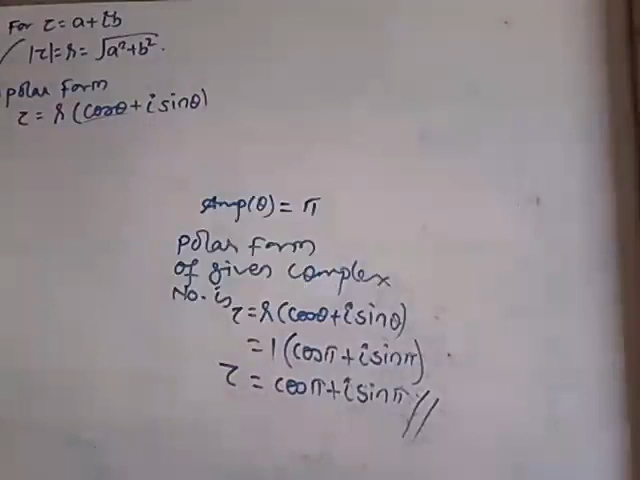 For z = a + ib
|z| = r = √a²+b².
polar form
z = r (cosθ + i sinθ)
Amp(θ) = π
polar form
of given complex
No. is
z = r (cosθ + i sinθ)
= 1 (cosπ + i sinπ)
z = cosπ + i sinπ //